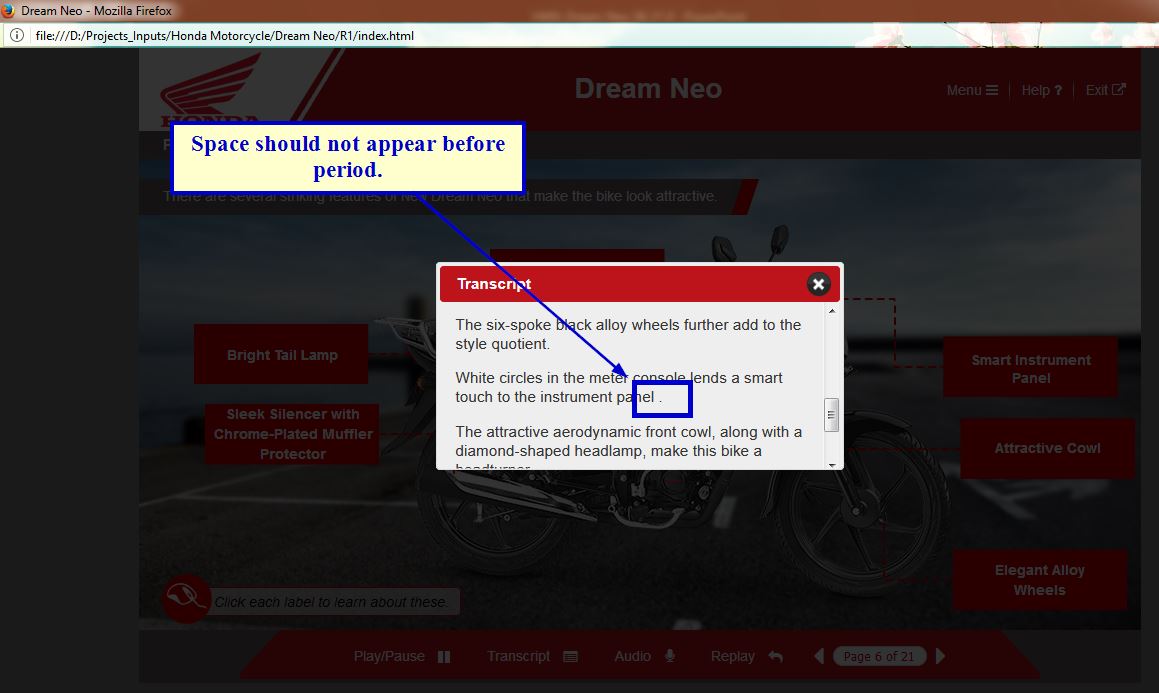 Dream Neo - Mozilla Firefox
file:///D:/Projects_Inputs/Honda Motorcycle/Dream Neo/R1/index.html
HONDA
Dream Neo
Menu
Help ?
Exit
Space should not appear before
period.
There are several striking features of New Dream Neo that make the bike look attractive.
Transcript
The six-spoke black alloy wheels further add to the
style quotient.
White circles in the meter console lends a smart
touch to the instrument panel .
The attractive aerodynamic front cowl, along with a
diamond-shaped headlamp, make this bike a
headturner.
Bright Tail Lamp
Sleek Silencer with
Chrome-Plated Muffler
Protector
Smart Instrument
Panel
Attractive Cowl
Elegant Alloy
Wheels
Click each label to learn about these.
Play/Pause
Transcript
Audio
Replay
Page 6 of 21